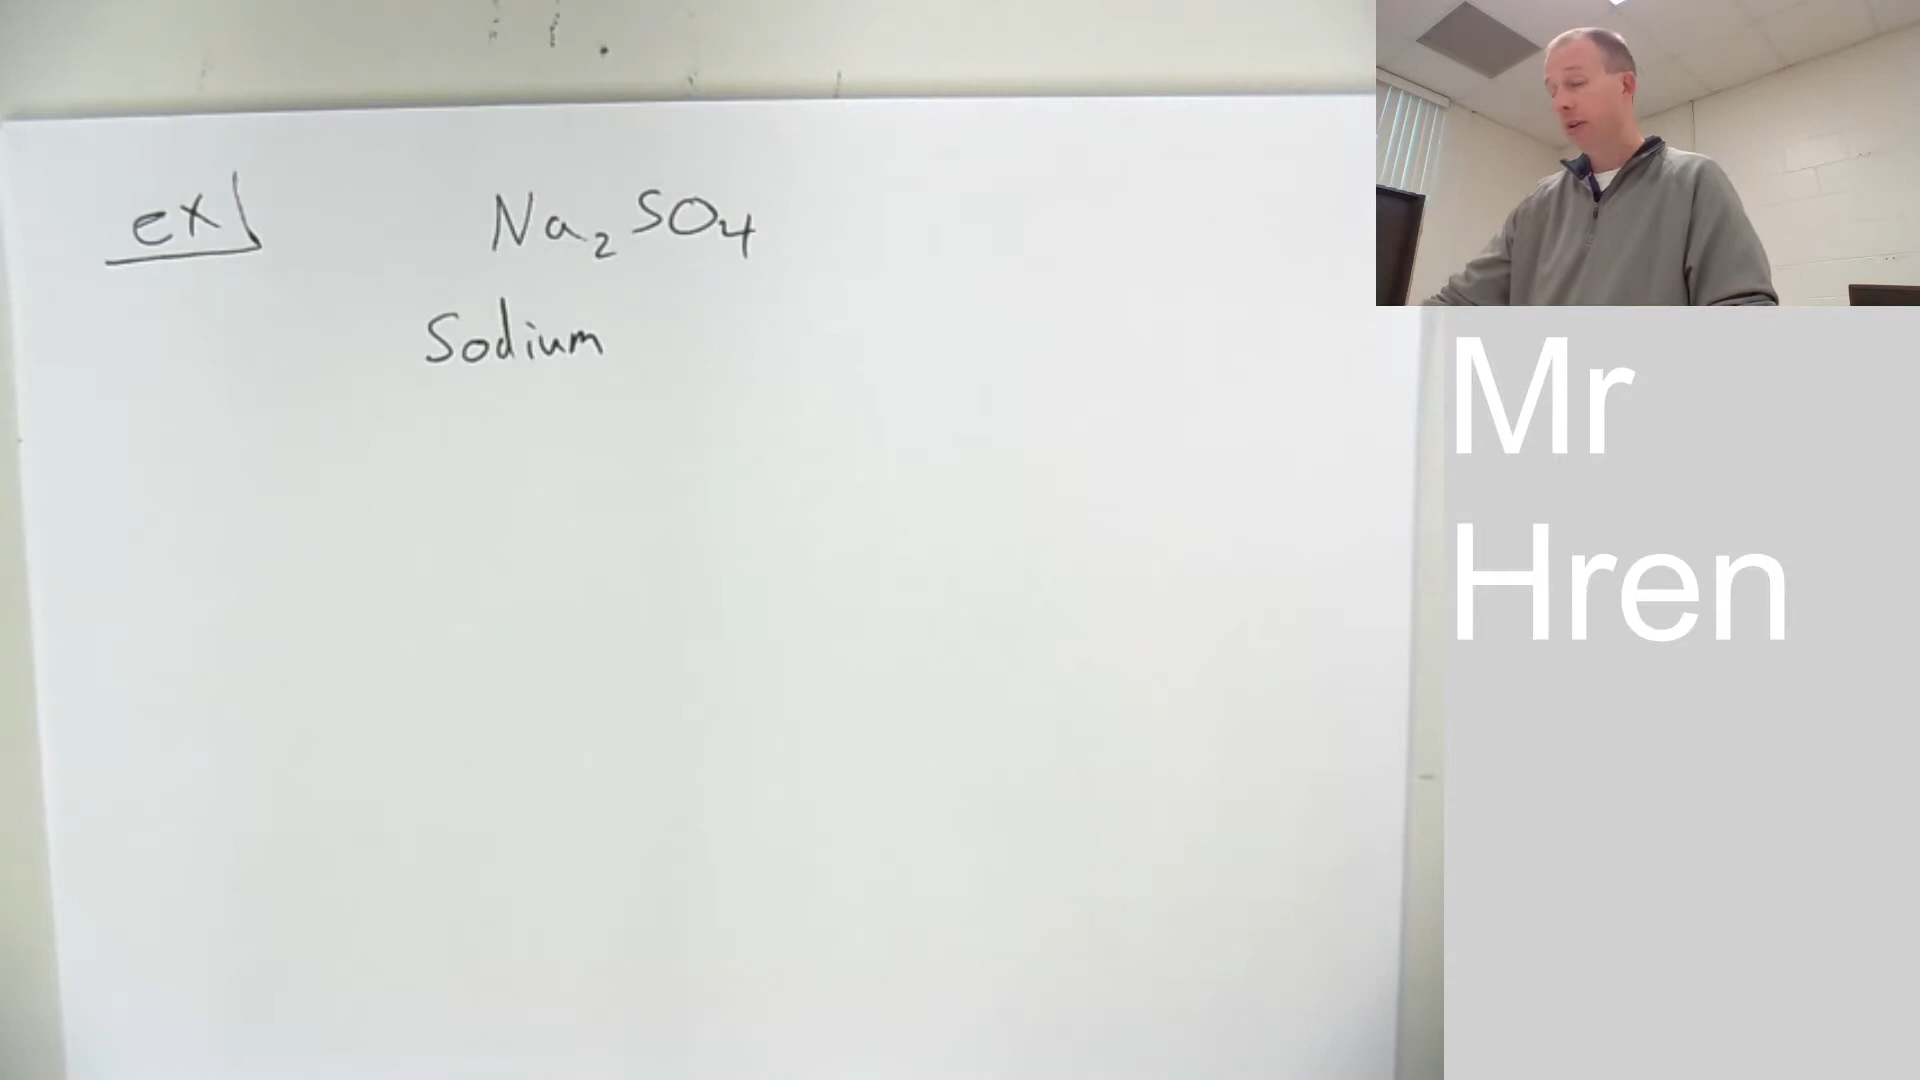 ex)
Na₂SO₄
Sodium
Mr
Hren